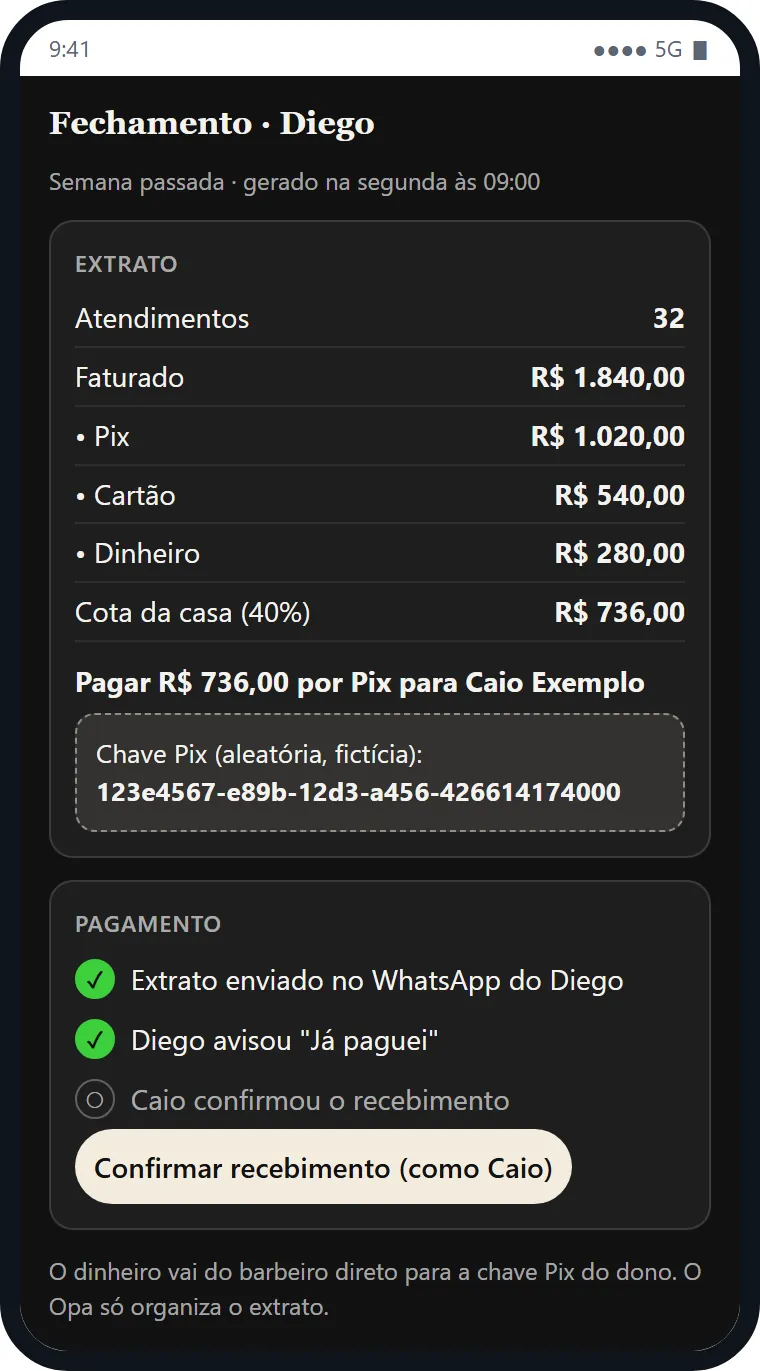 9:41 ●●●● 5G
Fechamento · Diego
Semana passada · gerado na segunda às 09:00
EXTRATO
Atendimentos 32
Faturado R$ 1.840,00
• Pix R$ 1.020,00
• Cartão R$ 540,00
• Dinheiro R$ 280,00
Cota da casa (40%) R$ 736,00
Pagar R$ 736,00 por Pix para Caio Exemplo
Chave Pix (aleatória, fictícia):
123e4567-e89b-12d3-a456-426614174000
PAGAMENTO
✓ Extrato enviado no WhatsApp do Diego
✓ Diego avisou "Já paguei"
○ Caio confirmou o recebimento
Confirmar recebimento (como Caio)
O dinheiro vai do barbeiro direto para a chave Pix do dono. O
Opa só organiza o extrato.